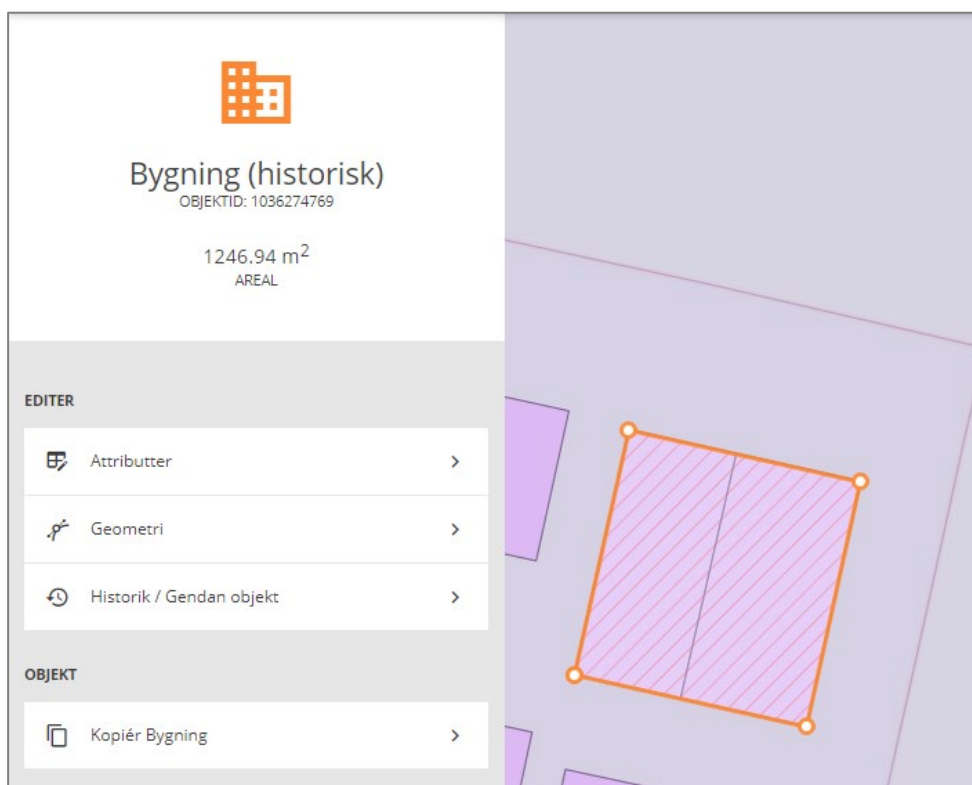 Bygning (historisk)
OBJEKTID: 1036274769
1246.94 m²
AREAL
EDITER
Attributter
Geometri
Historik / Gendan objekt
OBJEKT
Kopiér Bygning